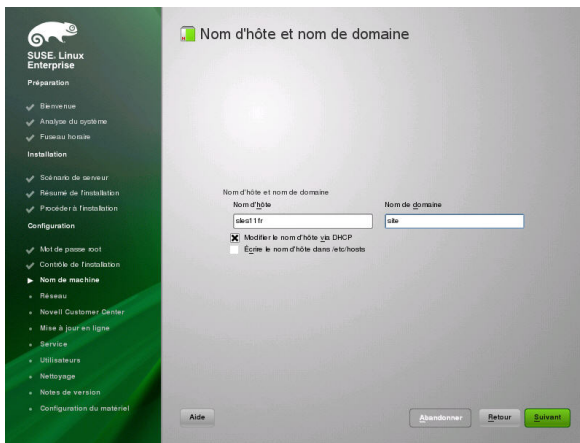 SUSE® Linux
Enterprise
Préparation
Bienvenue
Analyse du système
Fuseau horaire
Installation
Scénario de serveur
Résumé de l'installation
Procéder à l'installation
Configuration
Mot de passe root
Contrôle de l'installation
Nom de machine
Réseau
Novell Customer Center
Mise à jour en ligne
Service
Utilisateurs
Nettoyage
Notes de version
Configuration du matériel
Nom d'hôte et nom de domaine
Nom d'hôte et nom de domaine
Nom d'hôte
Nom de domaine
sles11fr
site
Modifier le nom d'hôte via DHCP
Écrire le nom d'hôte dans /etc/hosts
Aide
Abandonner
Retour
Suivant